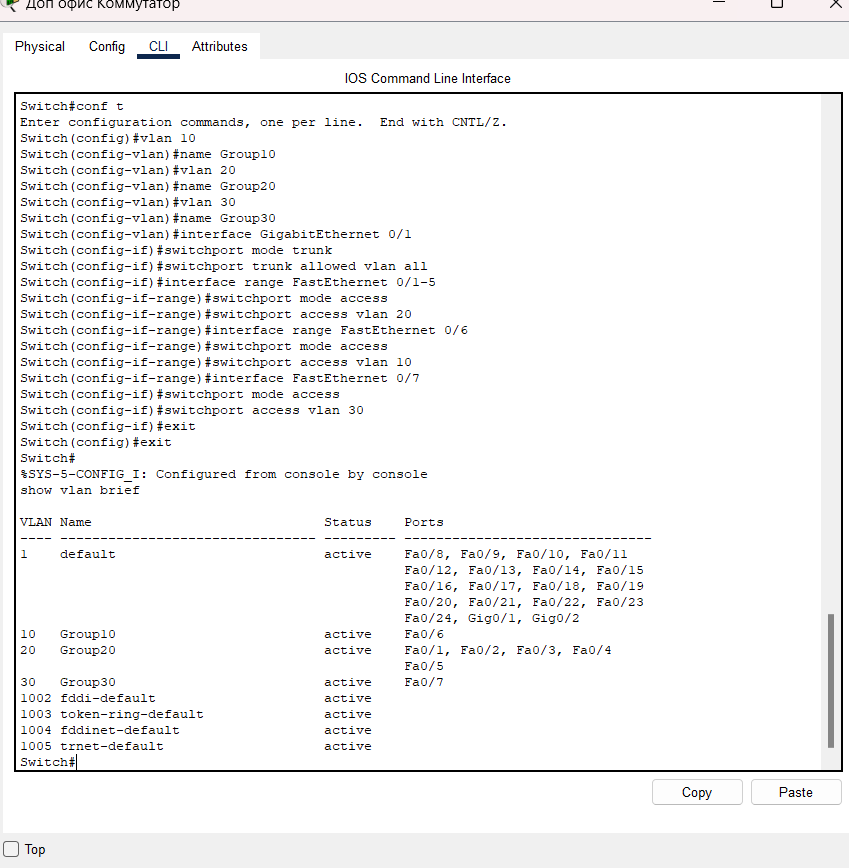 Доп офис Коммутатор
Physical Config CLI Attributes
IOS Command Line Interface
Switch#conf t
Enter configuration commands, one per line.  End with CNTL/Z.
Switch(config)#vlan 10
Switch(config-vlan)#name Group10
Switch(config-vlan)#vlan 20
Switch(config-vlan)#name Group20
Switch(config-vlan)#vlan 30
Switch(config-vlan)#name Group30
Switch(config-vlan)#interface GigabitEthernet 0/1
Switch(config-if)#switchport mode trunk
Switch(config-if)#switchport trunk allowed vlan all
Switch(config-if)#interface range FastEthernet 0/1-5
Switch(config-if-range)#switchport mode access
Switch(config-if-range)#switchport access vlan 20
Switch(config-if-range)#interface range FastEthernet 0/6
Switch(config-if-range)#switchport mode access
Switch(config-if-range)#switchport access vlan 10
Switch(config-if-range)#interface FastEthernet 0/7
Switch(config-if)#switchport mode access
Switch(config-if)#switchport access vlan 30
Switch(config-if)#exit
Switch(config)#exit
Switch#
%SYS-5-CONFIG_I: Configured from console by console
show vlan brief
VLAN Name                             Status    Ports
---- -------------------------------- --------- -------------------------------
1    default                          active    Fa0/8, Fa0/9, Fa0/10, Fa0/11
                                                Fa0/12, Fa0/13, Fa0/14, Fa0/15
                                                Fa0/16, Fa0/17, Fa0/18, Fa0/19
                                                Fa0/20, Fa0/21, Fa0/22, Fa0/23
                                                Fa0/24, Gig0/1, Gig0/2
10   Group10                          active    Fa0/6
20   Group20                          active    Fa0/1, Fa0/2, Fa0/3, Fa0/4
                                                Fa0/5
30   Group30                          active    Fa0/7
1002 fddi-default                     active
1003 token-ring-default               active
1004 fddinet-default                  active
1005 trnet-default                    active
Switch#
Copy Paste
Top